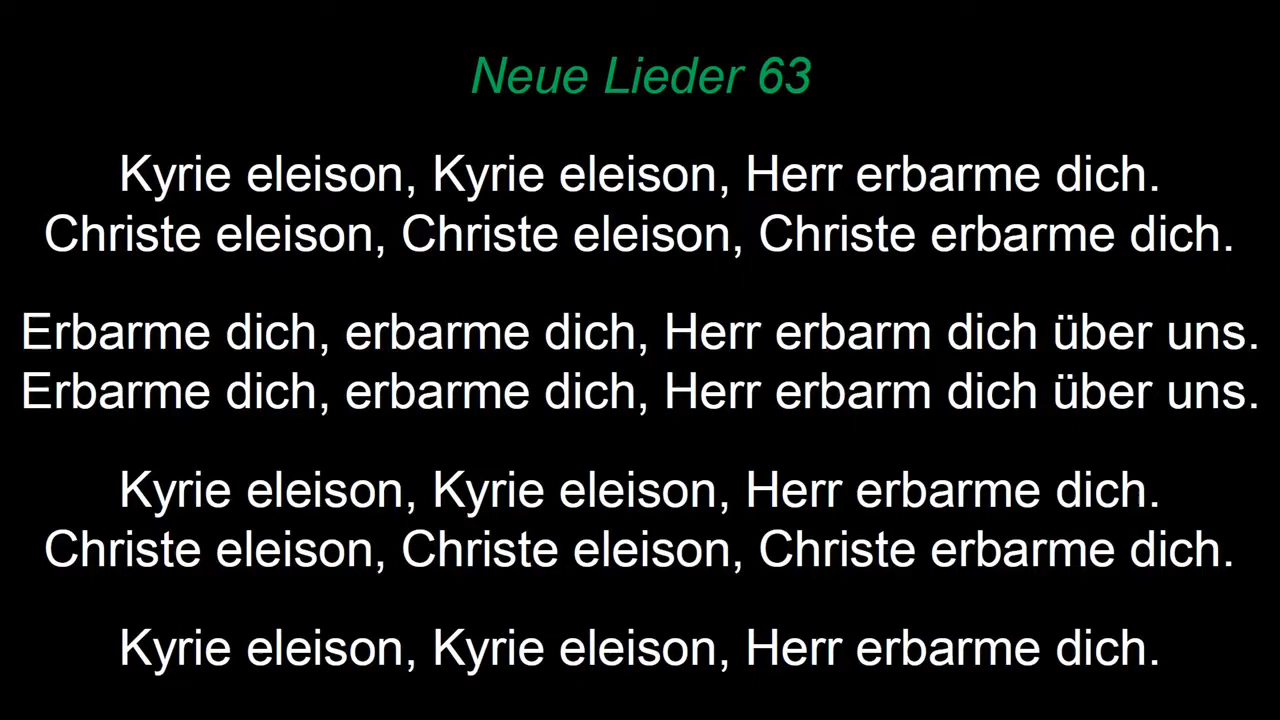 Neue Lieder 63
Kyrie eleison, Kyrie eleison, Herr erbarme dich.
Christe eleison, Christe eleison, Christe erbarme dich.
Erbarme dich, erbarme dich, Herr erbarm dich über uns.
Erbarme dich, erbarme dich, Herr erbarm dich über uns.
Kyrie eleison, Kyrie eleison, Herr erbarme dich.
Christe eleison, Christe eleison, Christe erbarme dich.
Kyrie eleison, Kyrie eleison, Herr erbarme dich.